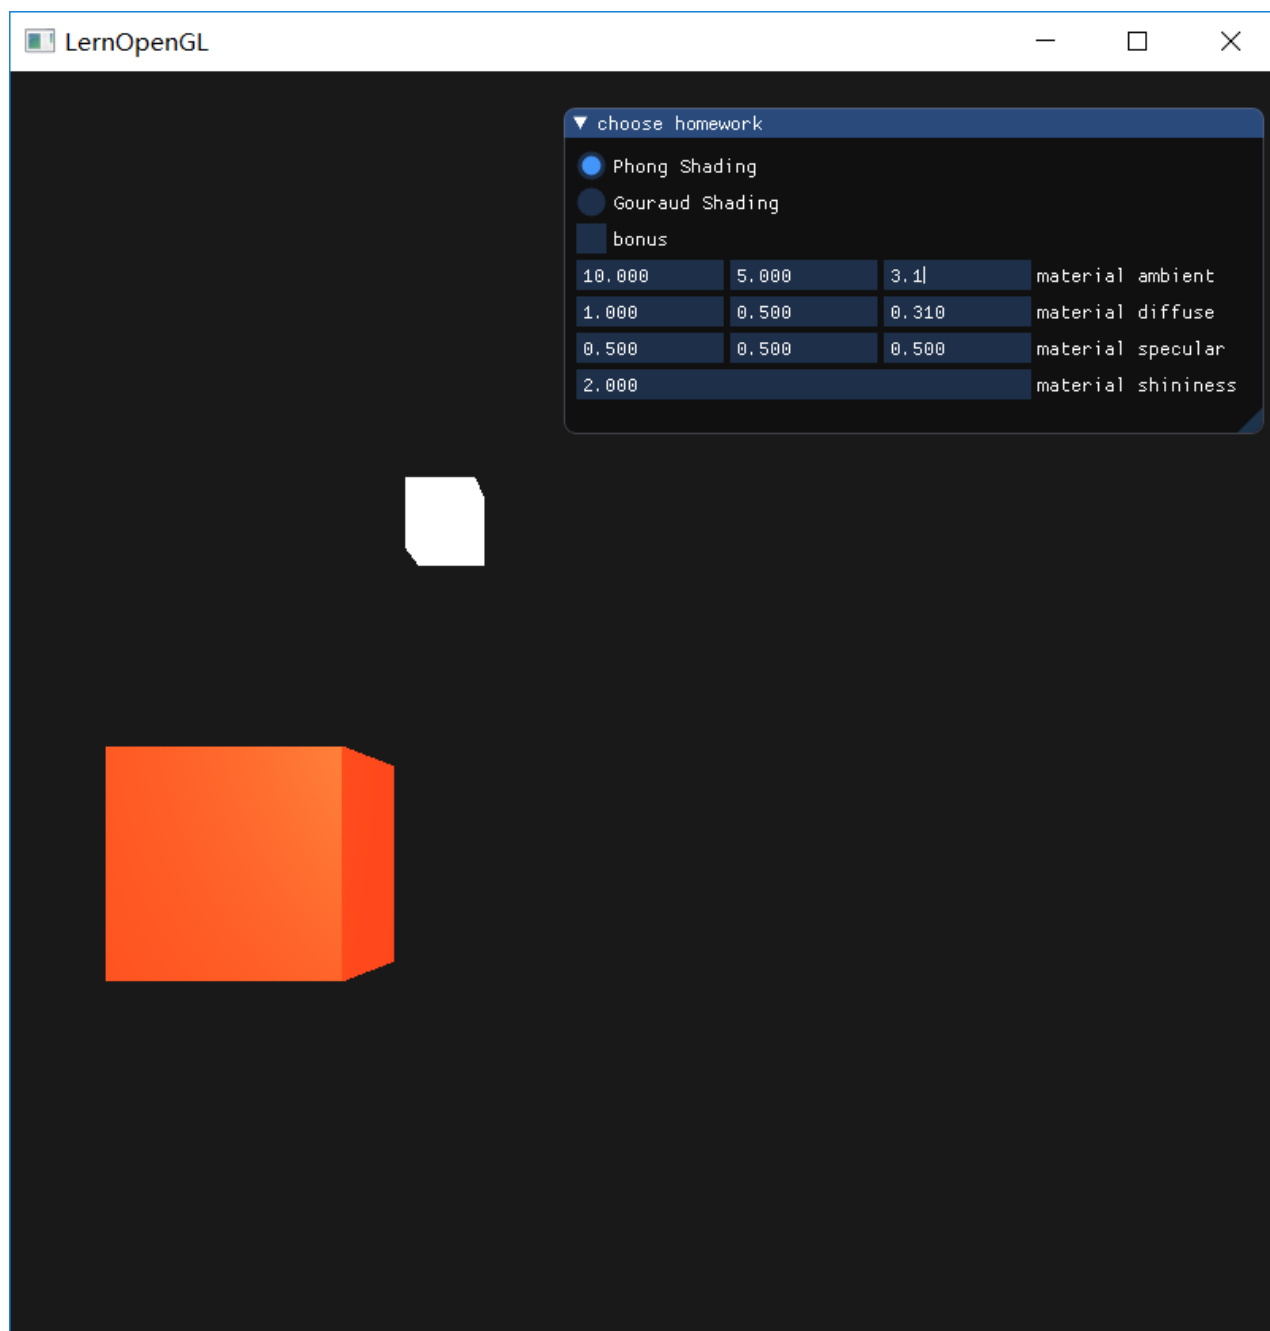 LernOpenGL
choose homework
Phong Shading
Gouraud Shading
bonus
10.000 5.000 3.1 material ambient
1.000 0.500 0.310 material diffuse
0.500 0.500 0.500 material specular
2.000 material shininess